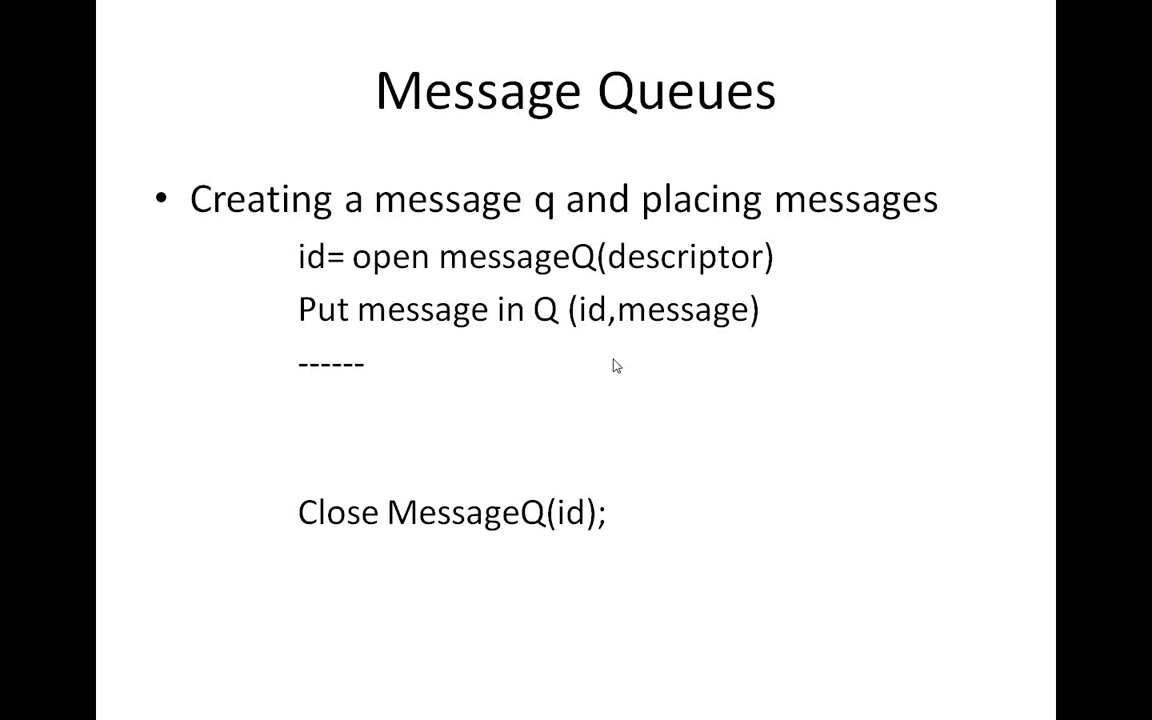 Message Queues
• Creating a message q and placing messages
id= open messageQ(descriptor)
Put message in Q (id,message)
------
Close MessageQ(id);